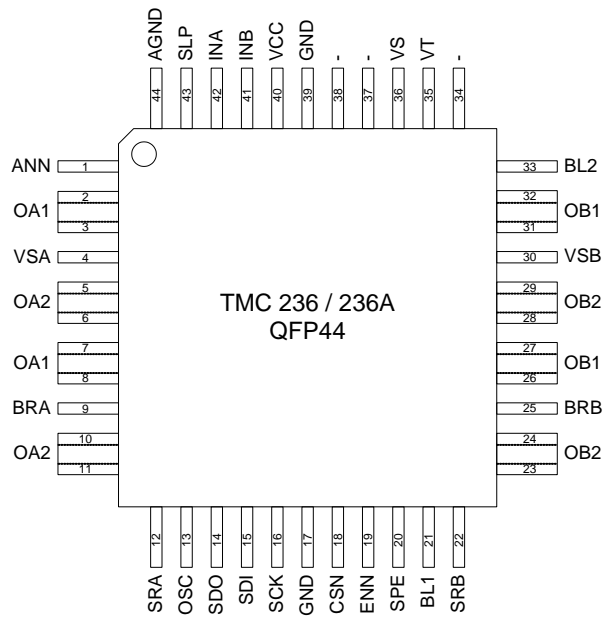 AGND
SLP
INA
INB
VCC
GND
-
-
VS
VT
-
44
43
42
41
40
39
38
37
36
35
34
ANN 1
OA1 2
3
VSA 4
OA2 5
6
OA1 7
8
BRA 9
OA2 10
11
TMC 236 / 236A
QFP44
33 BL2
32 OB1
31
30 VSB
29 OB2
28
27 OB1
26
25 BRB
24 OB2
23
12
13
14
15
16
17
18
19
20
21
22
SRA
OSC
SDO
SDI
SCK
GND
CSN
ENN
SPE
BL1
SRB